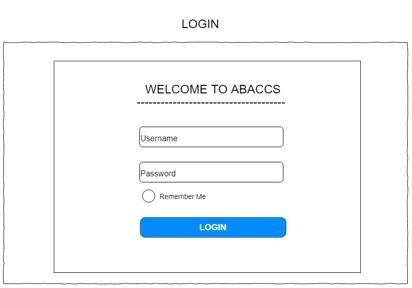 LOGIN
WELCOME TO ABACCS
Username
Password
Remember Me
LOGIN